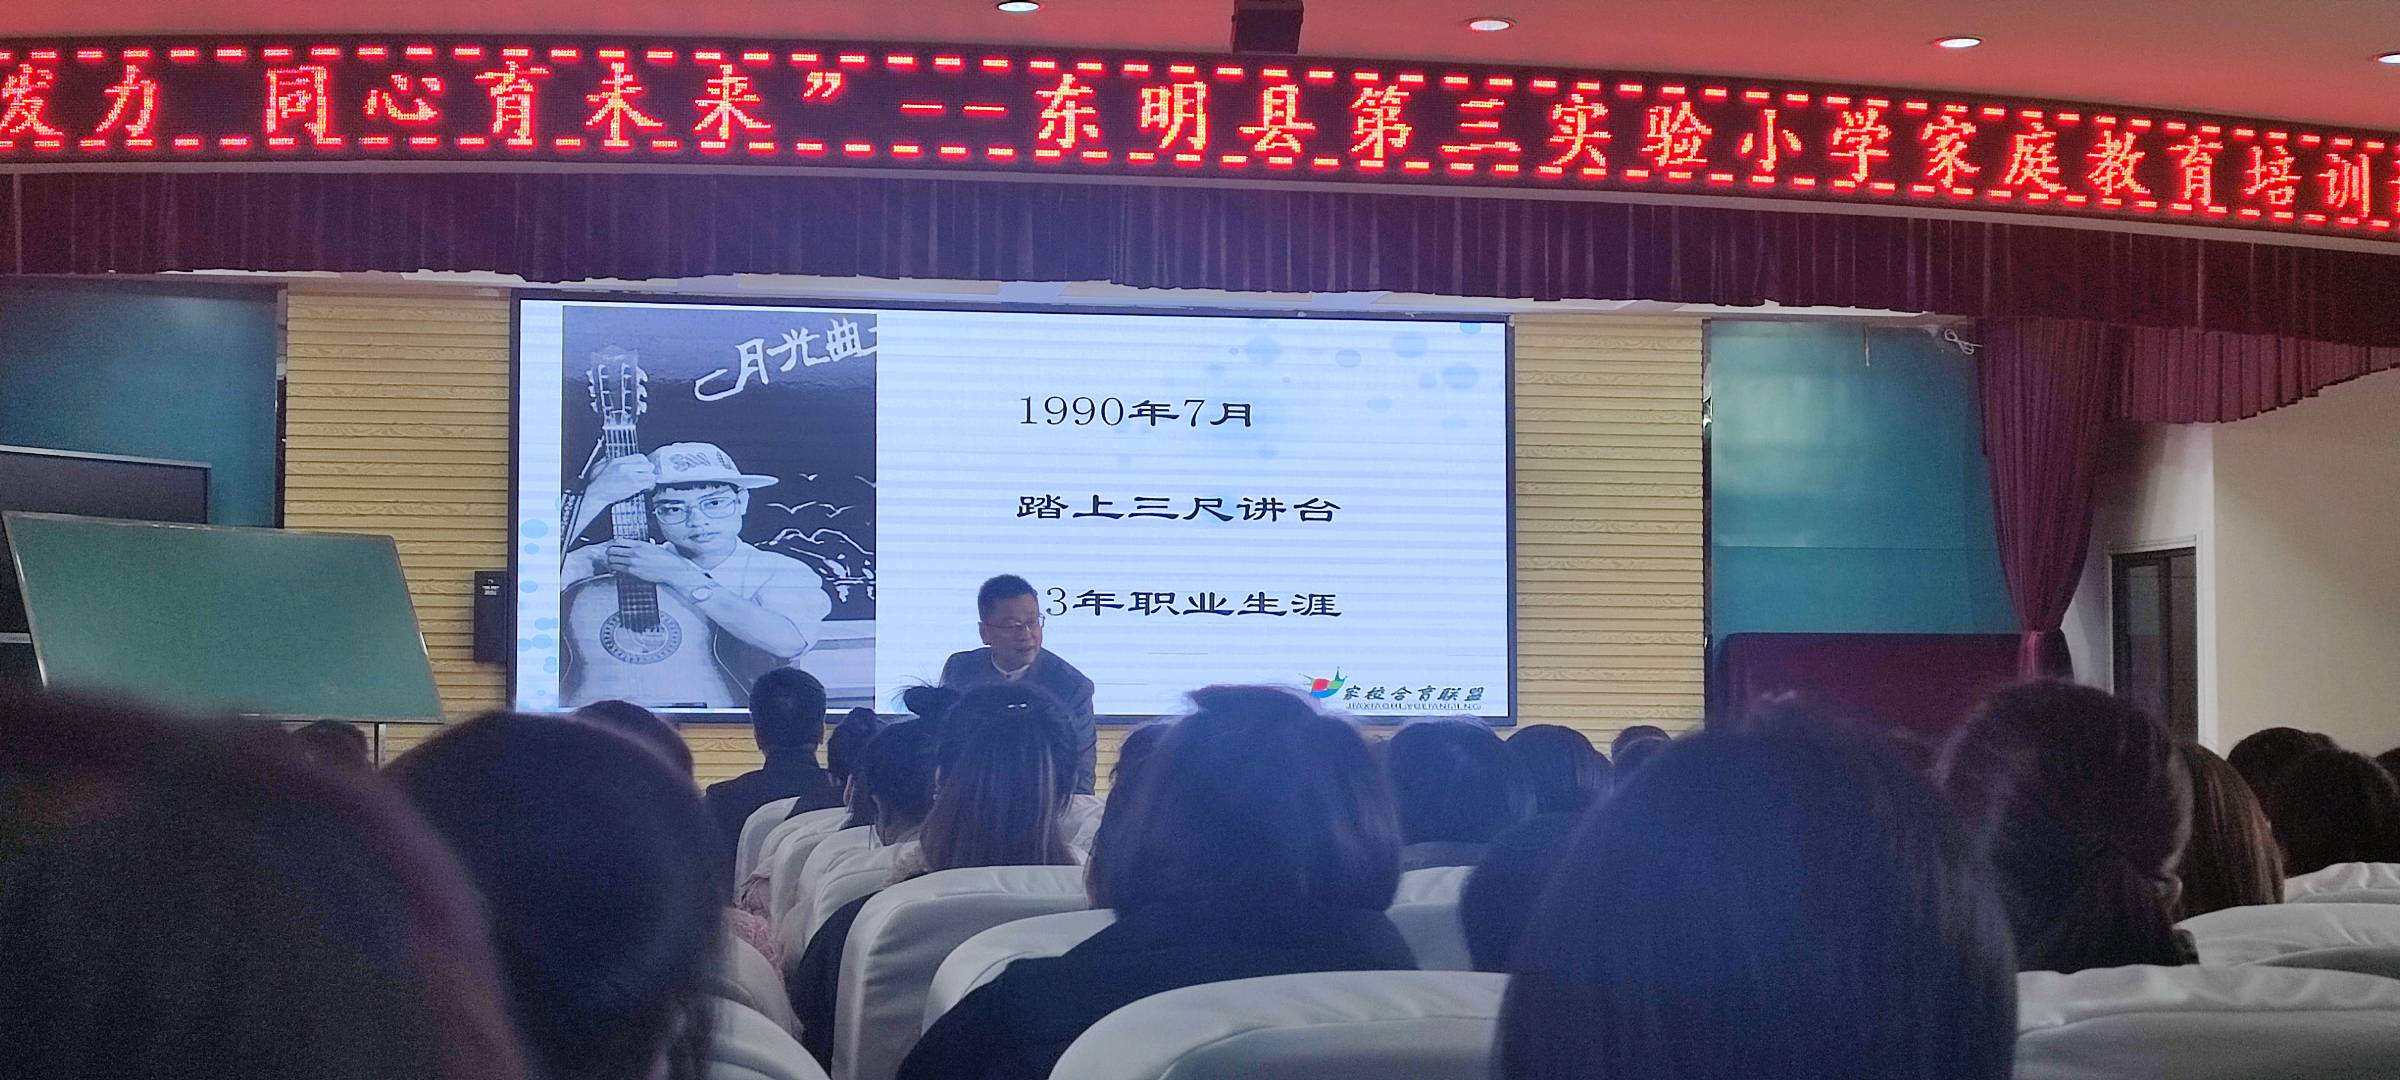 发力 同心育未来”--东明县第三实验小学家庭教育培训
月光曲
1990年7月
踏上三尺讲台
3年职业生涯
家校合育联盟
JIAXIAOHEYULIANMENG